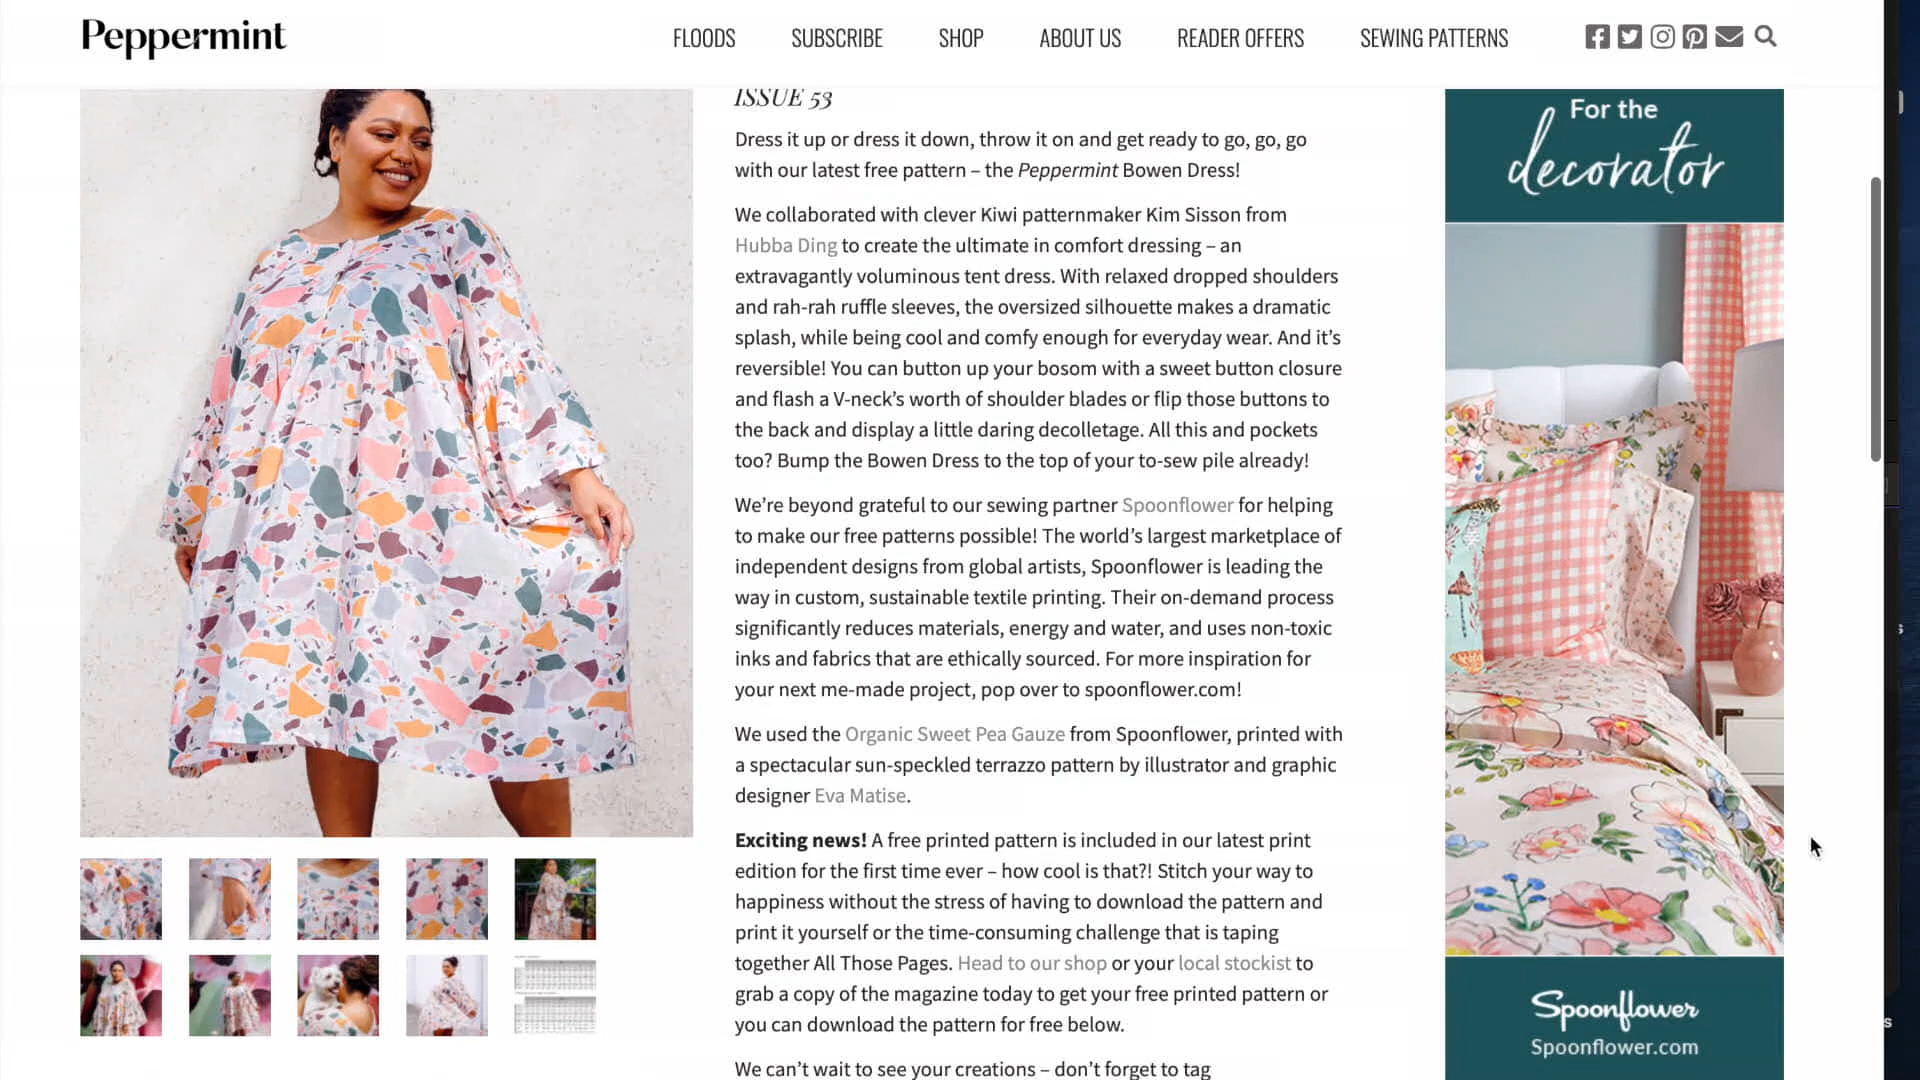 Peppermint
FLOODS
SUBSCRIBE
SHOP
ABOUT US
READER OFFERS
SEWING PATTERNS
ISSUE 53
Dress it up or dress it down, throw it on and get ready to go, go, go
with our latest free pattern – the Peppermint Bowen Dress!
We collaborated with clever Kiwi patternmaker Kim Sisson from
Hubba Ding to create the ultimate in comfort dressing – an
extravagantly voluminous tent dress. With relaxed dropped shoulders
and rah-rah ruffle sleeves, the oversized silhouette makes a dramatic
splash, while being cool and comfy enough for everyday wear. And it’s
reversible! You can button up your bosom with a sweet button closure
and flash a V-neck’s worth of shoulder blades or flip those buttons to
the back and display a little daring decolletage. All this and pockets
too? Bump the Bowen Dress to the top of your to-sew pile already!
We’re beyond grateful to our sewing partner Spoonflower for helping
to make our free patterns possible! The world’s largest marketplace of
independent designs from global artists, Spoonflower is leading the
way in custom, sustainable textile printing. Their on-demand process
significantly reduces materials, energy and water, and uses non-toxic
inks and fabrics that are ethically sourced. For more inspiration for
your next me-made project, pop over to spoonflower.com!
We used the Organic Sweet Pea Gauze from Spoonflower, printed with
a spectacular sun-speckled terrazzo pattern by illustrator and graphic
designer Eva Matise.
Exciting news! A free printed pattern is included in our latest print
edition for the first time ever – how cool is that?! Stitch your way to
happiness without the stress of having to download the pattern and
print it yourself or the time-consuming challenge that is taping
together All Those Pages. Head to our shop or your local stockist to
grab a copy of the magazine today to get your free printed pattern or
you can download the pattern for free below.
We can’t wait to see your creations – don’t forget to tag
For the
decorator
Spoonflower
Spoonflower.com